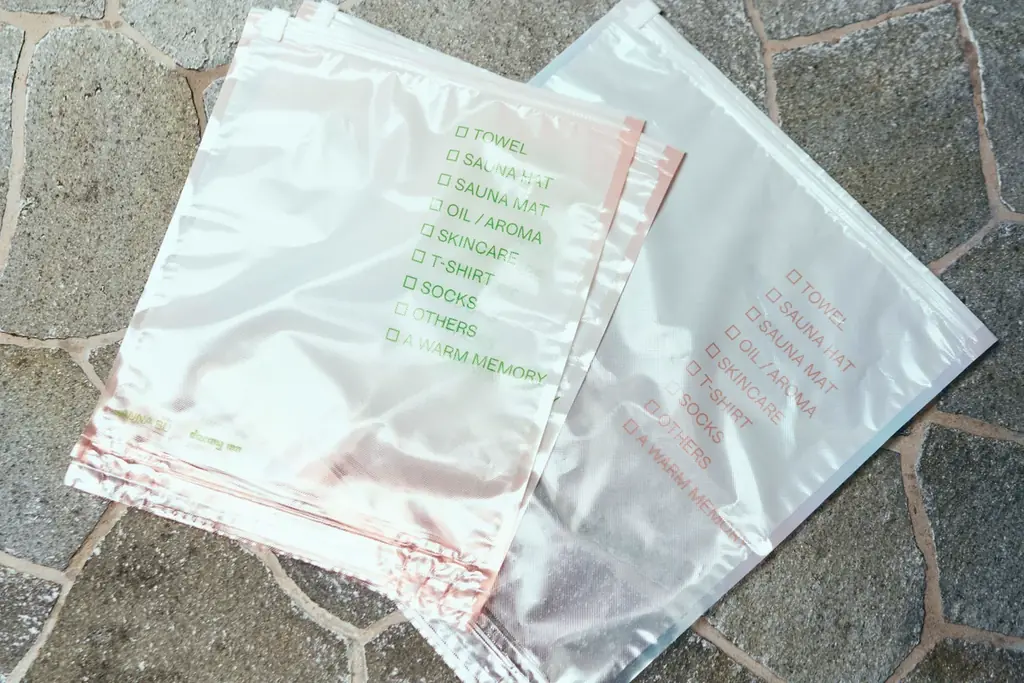 ☐ TOWEL
☐ SAUNA HAT
☐ SAUNA MAT
☐ OIL / AROMA
☐ SKINCARE
☐ T-SHIRT
☐ SOCKS
☐ OTHERS
☐ A WARM MEMORY
☐ TOWEL
☐ SAUNA HAT
☐ SAUNA MAT
☐ OIL / AROMA
☐ SKINCARE
☐ T-SHIRT
☐ SOCKS
☐ OTHERS
☐ A WARM